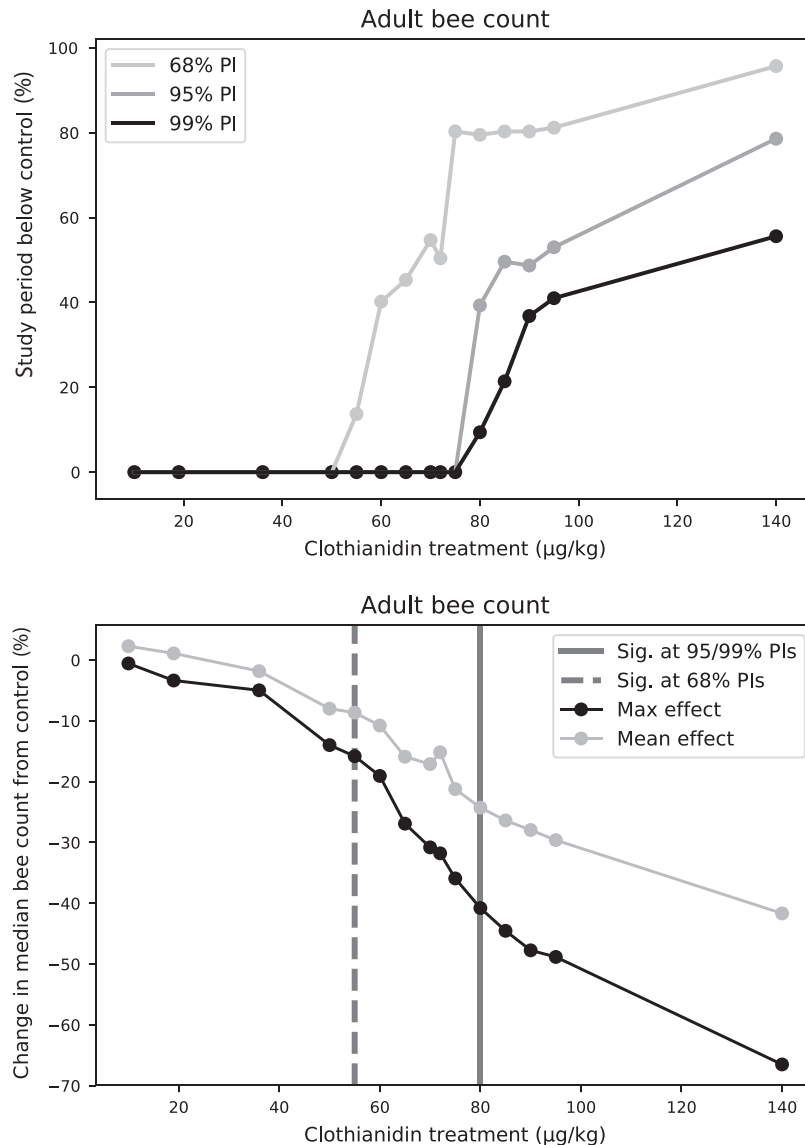 Adult bee count
100
80
60
40
20
0
Study period below control (%)
68% PI
95% PI
99% PI
20 40 60 80 100 120 140
Clothianidin treatment (μg/kg)
Adult bee count
0
−10
−20
−30
−40
−50
−60
−70
Change in median bee count from control (%)
Sig. at 95/99% PIs
Sig. at 68% PIs
Max effect
Mean effect
20 40 60 80 100 120 140
Clothianidin treatment (μg/kg)